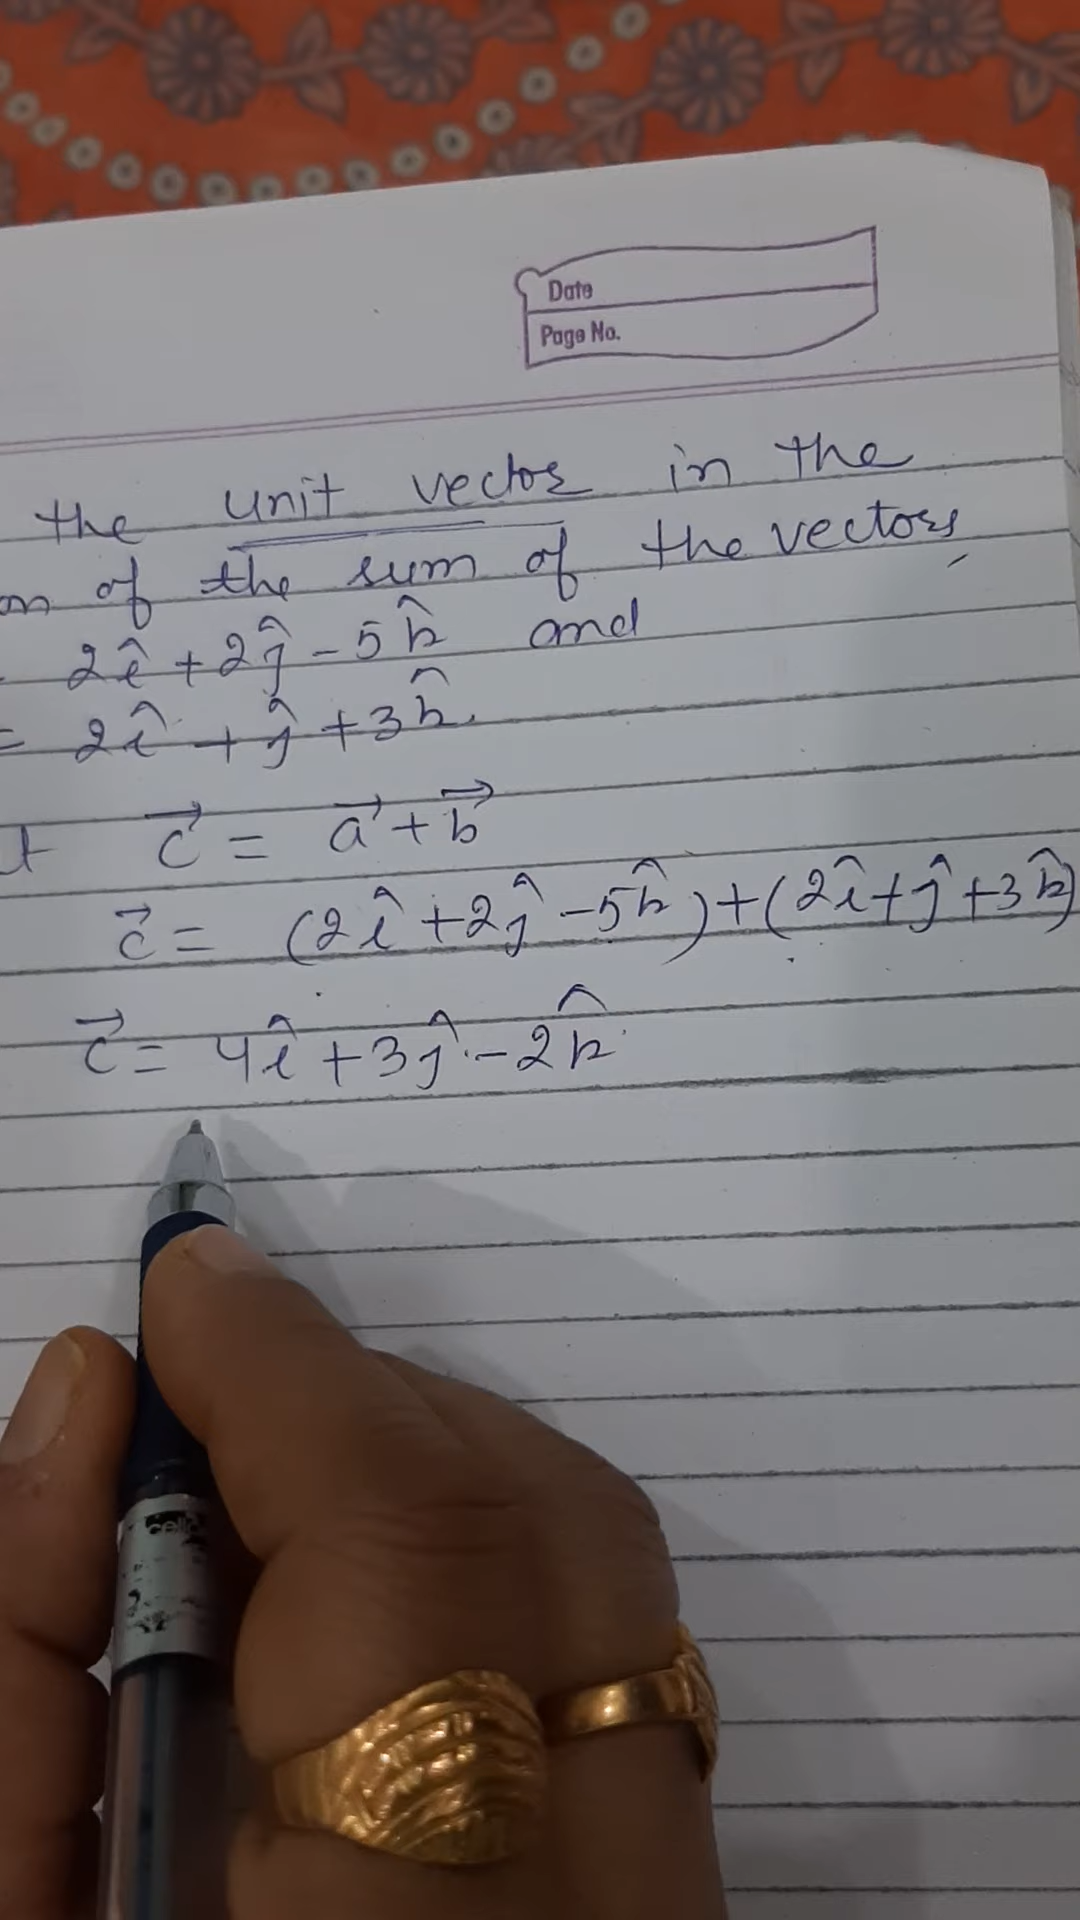 Date
Page No.
the unit vector in the
of the sum of the vectors
2î + 2ĵ - 5k̂ and
= 2î + ĵ + 3k̂.
c⃗ = a⃗ + b⃗
c⃗ = (2î + 2ĵ - 5k̂) + (2î + ĵ + 3k̂)
c⃗ = 4î + 3ĵ - 2k̂